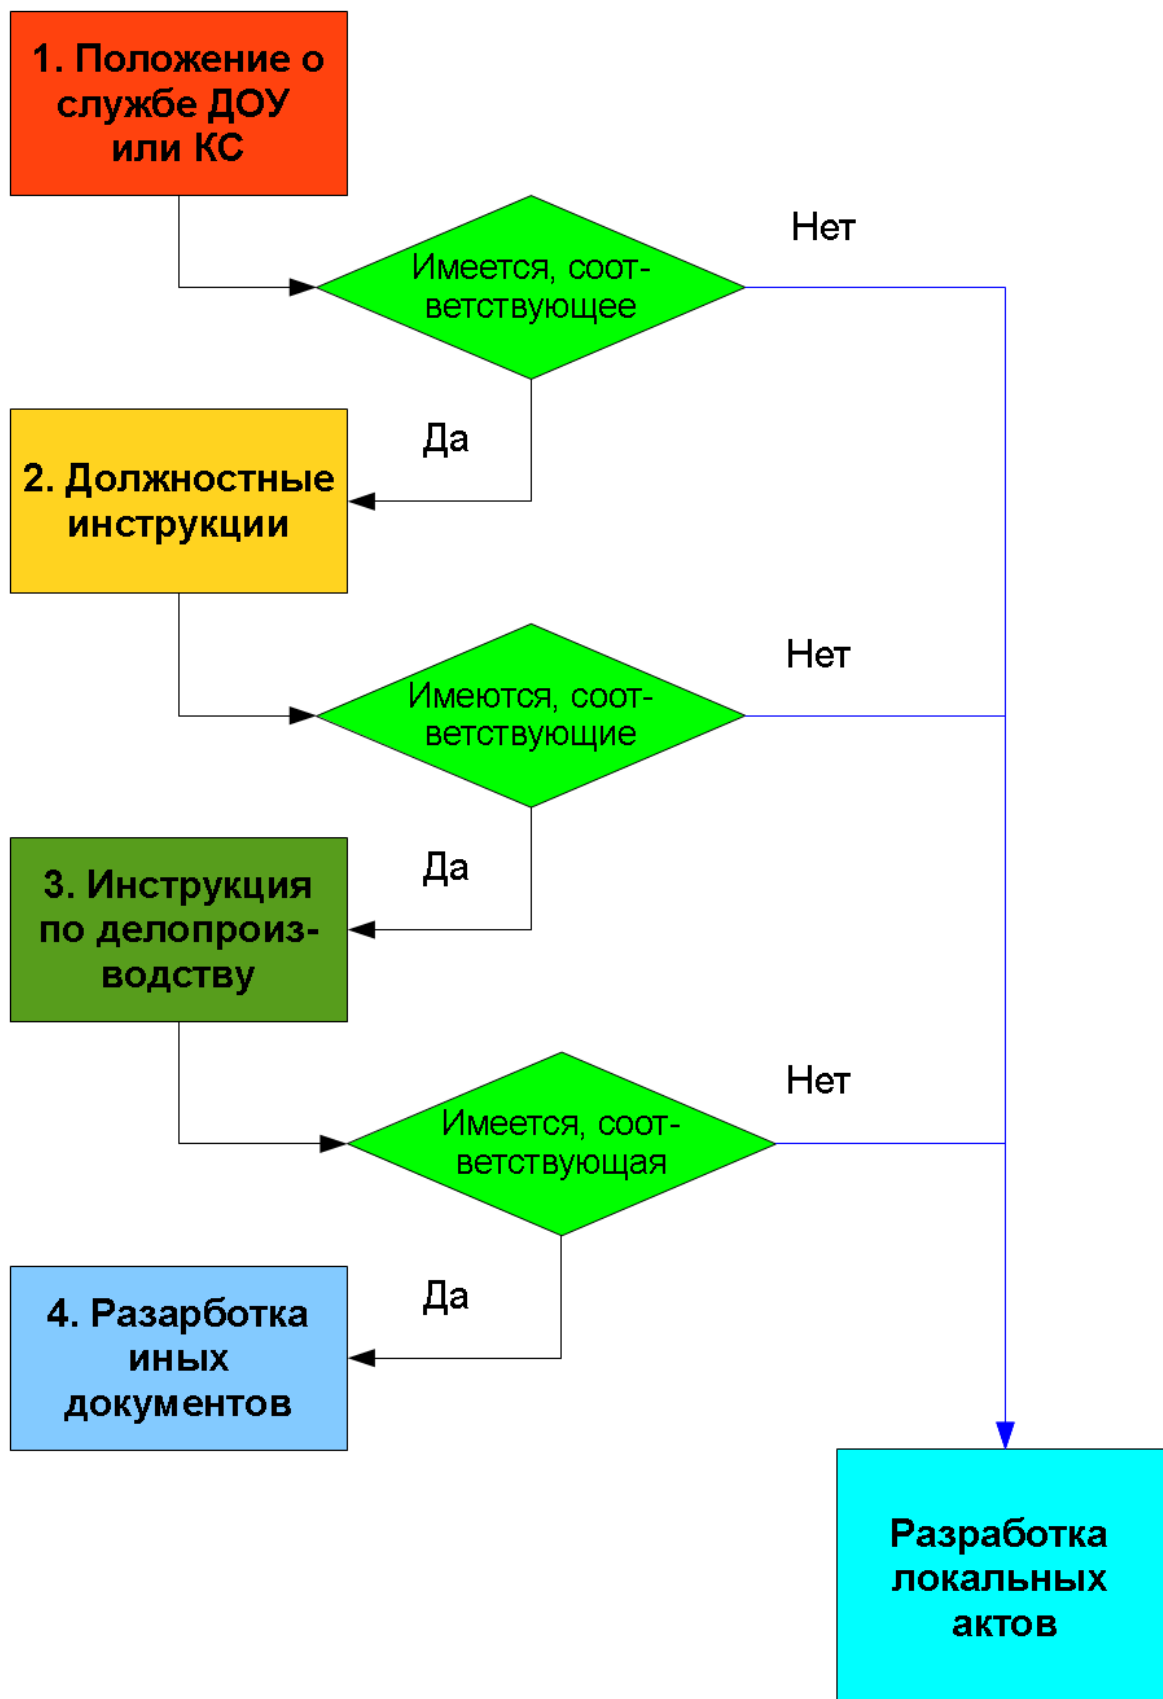 1. Положение о
службе ДОУ
или КС
Нет
Имеется, соот-
ветствующее
Да
2. Должностные
инструкции
Нет
Имеются, соот-
ветствующие
Да
3. Инструкция
по делопроиз-
водству
Нет
Имеется, соот-
ветствующая
Да
4. Разарботка
иных
документов
Разработка
локальных
актов